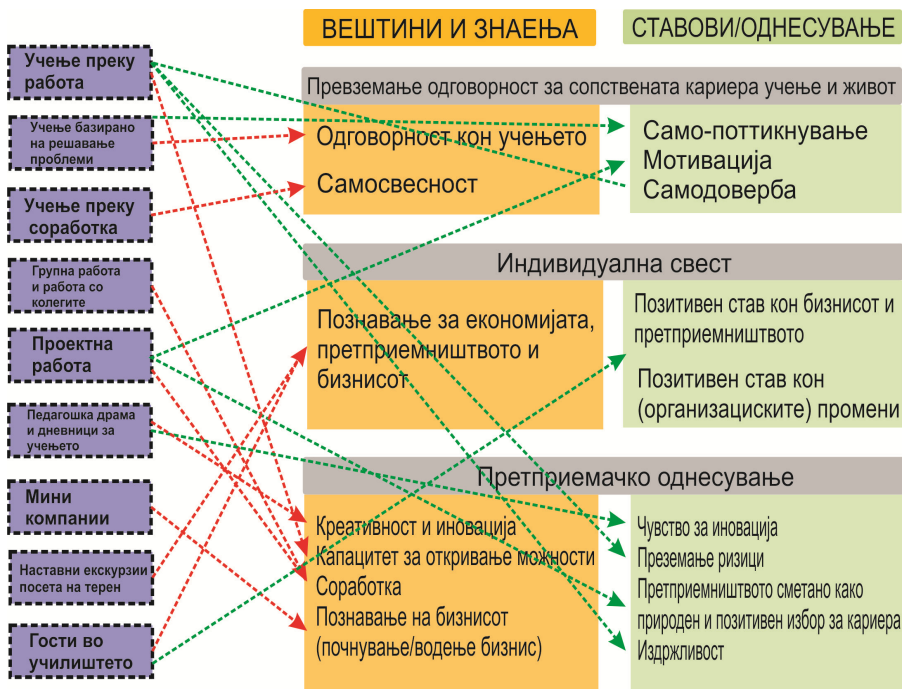 ВЕШТИНИ И ЗНАЕЊА
СТАВОВИ/ОДНЕСУВАЊЕ
Учење преку
работа
Учење базирано
на решавање
проблеми
Учење преку
соработка
Групна работа
и работа со
колегите
Проектна
работа
Педагошка драма
и дневници за
учењето
Мини
компании
Наставни екскурзии
посета на терен
Гости во
училиштето
Превземање одговорност за сопствената кариера учење и живот
Одговорност кон учењето
Самосвесност
Само-поттикнување
Мотивација
Самодоверба
Индивидуална свест
Познавање за економијата,
претприемништвото и
бизнисот
Позитивен став кон бизнисот и
претприемништвото
Позитивен став кон
(организациските) промени
Претприемачко однесување
Креативност и иновација
Капацитет за откривање можности
Соработка
Познавање на бизнисот
(почнување/водење бизнис)
Чувство за иновација
Преземање ризици
Претприемништвото сметано како
природен и позитивен избор за кариера
Издржливост